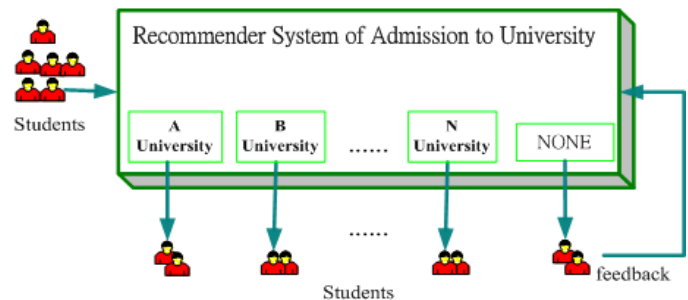 Recommender System of Admission to University
Students
A
University
B
University
......
N
University
NONE
......
feedback
Students